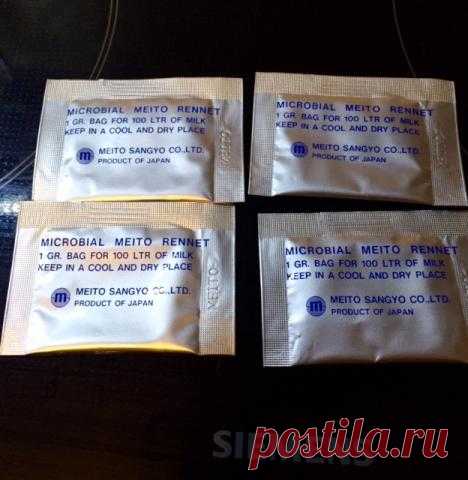 MICROBIAL MEITO RENNET
1 GR. BAG FOR 100 LTR OF MILK
KEEP IN A COOL AND DRY PLACE
m
MEITO SANGYO CO.,LTD.
PRODUCT OF JAPAN
MEITO
MICROBIAL MEITO RENNET
1 GR. BAG FOR 100 LTR OF MILK
KEEP IN A COOL AND DRY PLACE
m
MEITO SANGYO CO.,LTD.
PRODUCT OF JAPAN
MEITO
MICROBIAL MEITO RENNET
1 GR. BAG FOR 100 LTR OF MILK
KEEP IN A COOL AND DRY PLACE
m
MEITO SANGYO CO.,LTD.
PRODUCT OF JAPAN
MEITO
MICROBIAL MEITO RENNET
1 GR. BAG FOR 100 LTR OF MILK
KEEP IN A COOL AND DRY PLACE
m
MEITO SANGYO CO.,LTD.
PRODUCT OF JAPAN
postila.ru